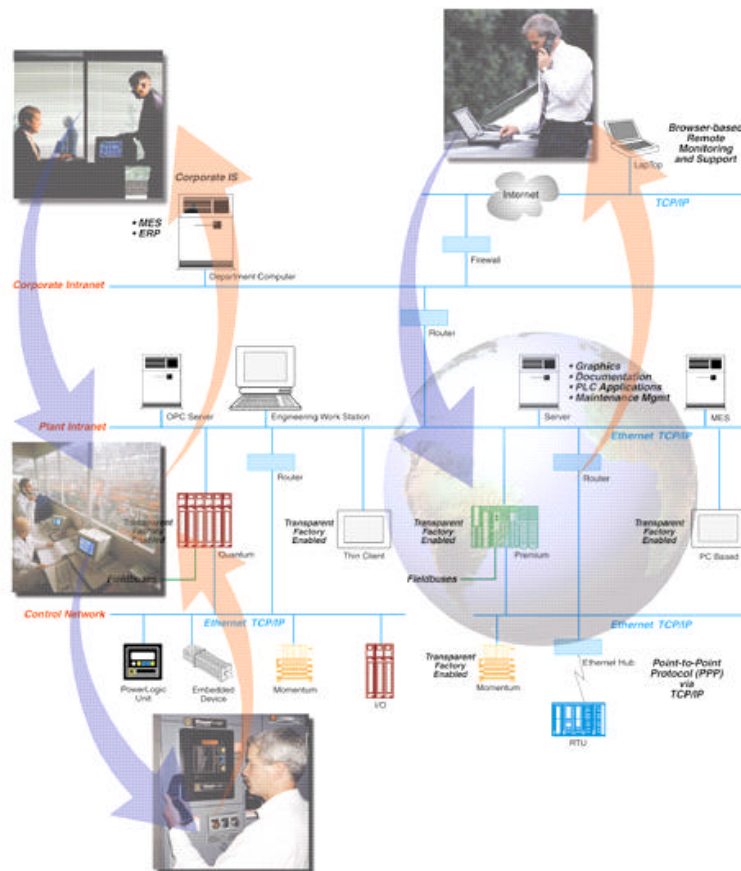 Browser-based
Remote
Monitoring
and Support
LapTop
Corporate IS
Internet
TCP/IP
• MES
• ERP
Firewall
Department Computer
Corporate Intranet
Router
• Graphics
• Documentation
• PLC Applications
• Maintenance Mgmt
OPC Server
Engineering Work Station
Server
MES
Plant Intranet
Ethernet TCP/IP
Router
Router
Transparent
Factory
Enabled
Quantum
Transparent
Factory
Enabled
Thin Client
Transparent
Factory
Enabled
Premium
Transparent
Factory
Enabled
PC Based
Fieldbuses
Fieldbuses
Control Network
Ethernet TCP/IP
Ethernet TCP/IP
PowerLogic
Unit
Embedded
Device
Momentum
I/O
Transparent
Factory
Enabled
Momentum
Ethernet Hub
Point-to-Point
Protocol (PPP)
via
TCP/IP
RTU